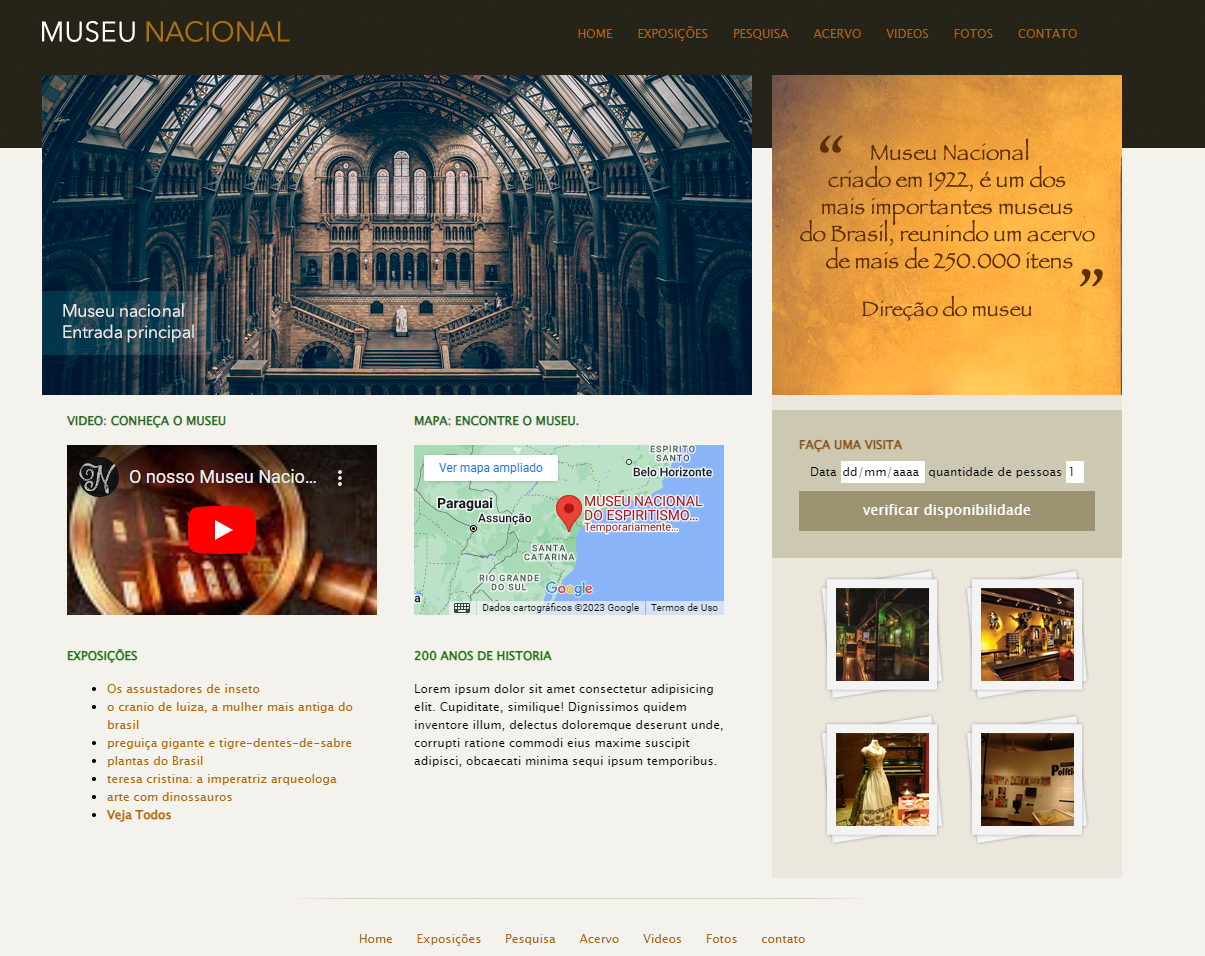 MUSEU NACIONAL
HOME EXPOSIÇÕES PESQUISA ACERVO VIDEOS FOTOS CONTATO
Museu nacional
Entrada principal
“ Museu Nacional
criado em 1922, é um dos
mais importantes museus
do Brasil, reunindo um acervo
de mais de 250.000 itens ”
Direção do museu
VIDEO: CONHEÇA O MUSEU
O nosso Museu Nacio...
MAPA: ENCONTRE O MUSEU.
Ver mapa ampliado
ESPÍRITO
SANTO
Belo Horizonte
Paraguai
Assunção
MUSEU NACIONAL
DO ESPIRITISMO...
Temporariamente...
SANTA
CATARINA
RIO GRANDE
DO SUL
Google
a
Dados cartográficos ©2023 Google
Termos de Uso
FAÇA UMA VISITA
Data dd/mm/aaaa quantidade de pessoas 1
verificar disponibilidade
EXPOSIÇÕES
Os assustadores de inseto
o cranio de luiza, a mulher mais antiga do
brasil
preguiça gigante e tigre-dentes-de-sabre
plantas do Brasil
teresa cristina: a imperatriz arqueologa
arte com dinossauros
Veja Todos
200 ANOS DE HISTORIA
Lorem ipsum dolor sit amet consectetur adipisicing
elit. Cupiditate, similique! Dignissimos quidem
inventore illum, delectus doloremque deserunt unde,
corrupti ratione commodi eius maxime suscipit
adipisci, obcaecati minima sequi ipsum temporibus.
Home Exposições Pesquisa Acervo Videos Fotos contato